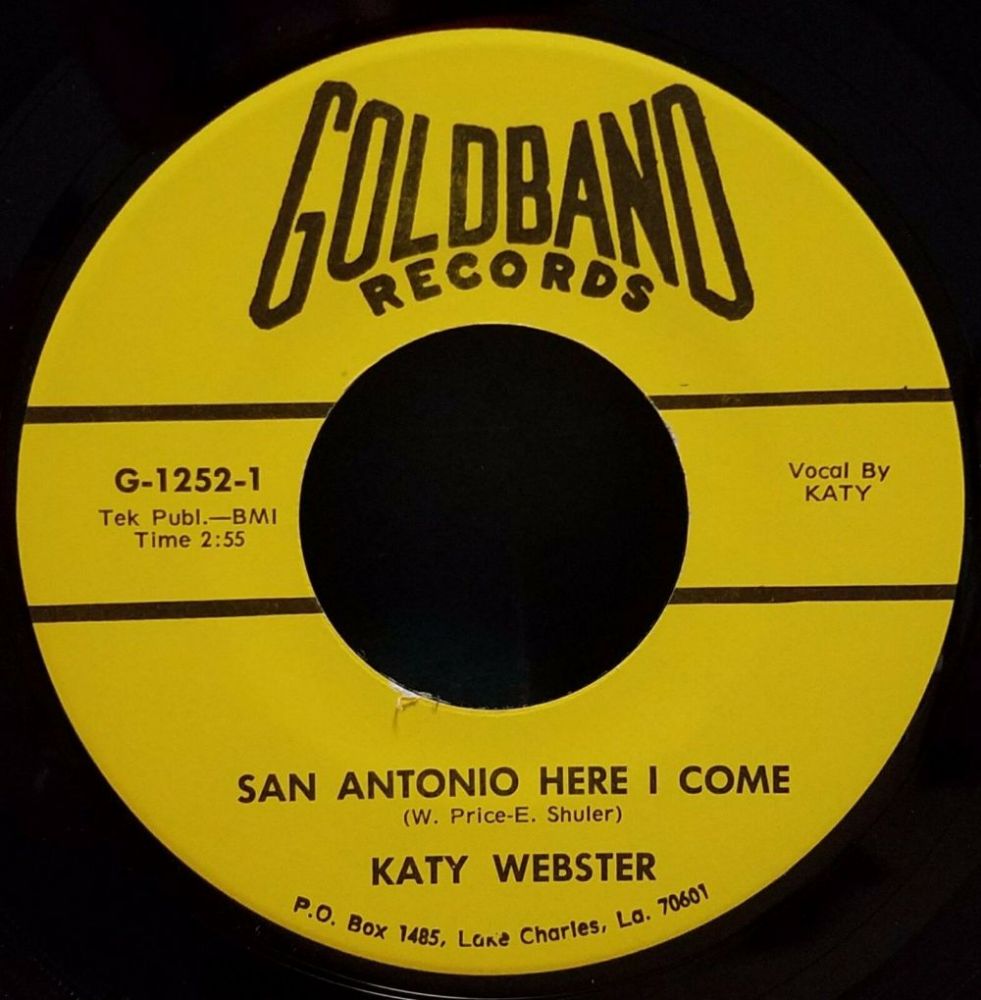 GOLDBAND
RECORDS
G-1252-1
Tek Publ.—BMI
Time 2:55
Vocal By
KATY
SAN ANTONIO HERE I COME
(W. Price-E. Shuler)
KATY WEBSTER
P.O. Box 1485, Lake Charles, La. 70601